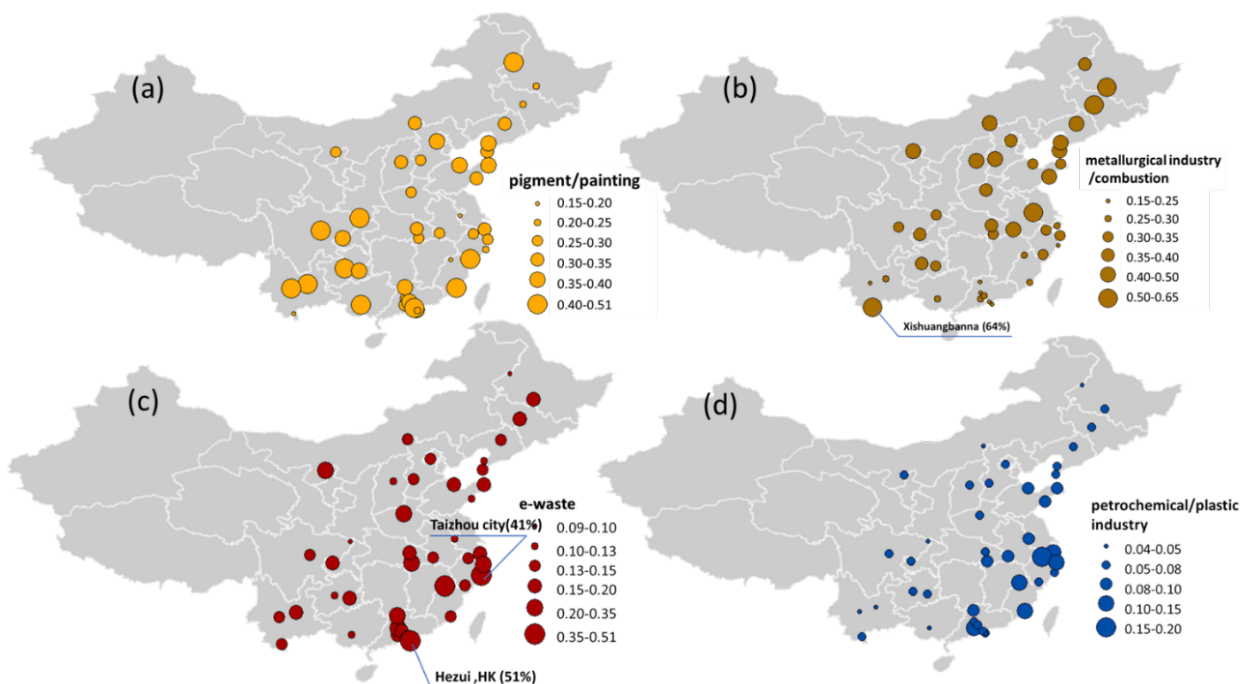 (a)
pigment/painting
0.15-0.20
0.20-0.25
0.25-0.30
0.30-0.35
0.35-0.40
0.40-0.51
(b)
metallurgical industry
/combustion
0.15-0.25
0.25-0.30
0.30-0.35
0.35-0.40
0.40-0.50
0.50-0.65
Xishuangbanna (64%)
(c)
e-waste
Taizhou city(41%)
0.09-0.10
0.10-0.13
0.13-0.15
0.15-0.20
0.20-0.35
0.35-0.51
Hezui ,HK (51%)
(d)
petrochemical/plastic
industry
0.04-0.05
0.05-0.08
0.08-0.10
0.10-0.15
0.15-0.20